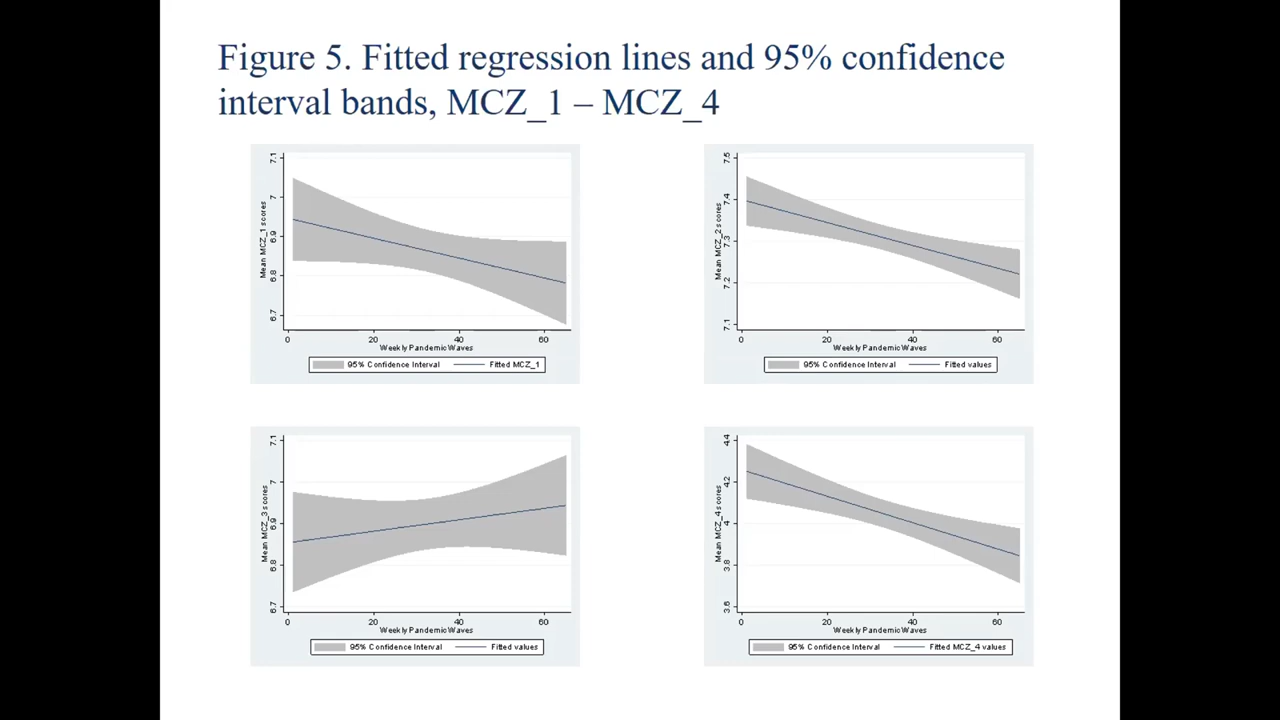 Figure 5. Fitted regression lines and 95% confidence
interval bands, MCZ_1 – MCZ_4
Mean MCZ_1 scores
7.1
7
6.9
6.8
6.7
0 20 40 60
Weekly Pandemic Waves
95% Confidence Interval Fitted MCZ_1
Mean MCZ_2 scores
7.5
7.4
7.3
7.2
7.1
0 20 40 60
Weekly Pandemic Waves
95% Confidence Interval Fitted values
Mean MCZ_3 scores
7.1
7
6.9
6.8
6.7
0 20 40 60
Weekly Pandemic Waves
95% Confidence Interval Fitted values
Mean MCZ_4 scores
4.4
4.2
4
3.8
3.6
0 20 40 60
Weekly Pandemic Waves
95% Confidence Interval Fitted MCZ_4 values